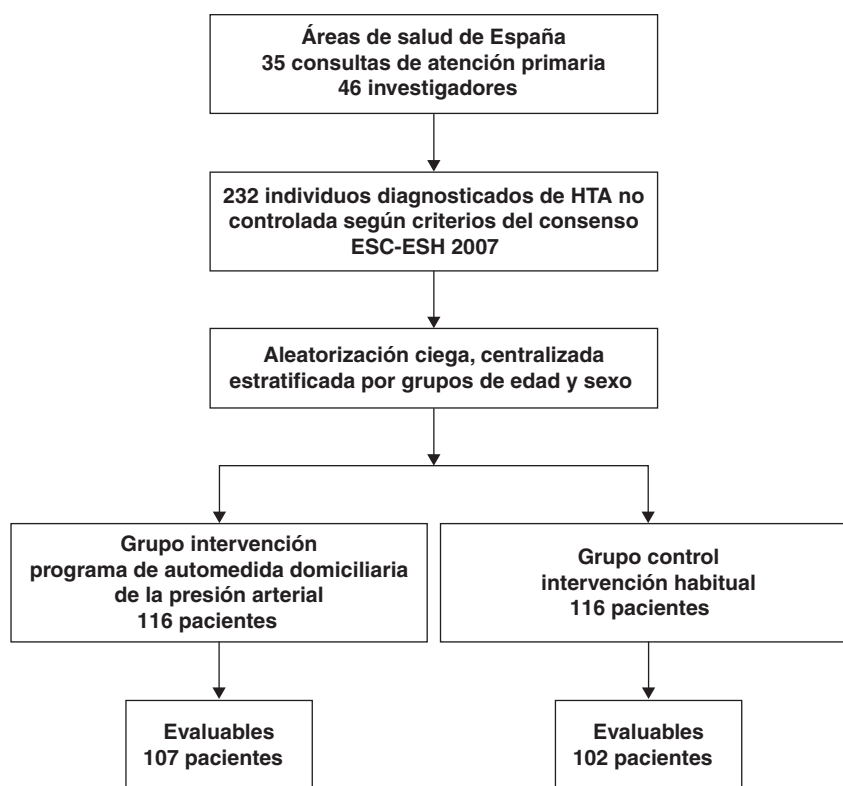 Áreas de salud de España
35 consultas de atención primaria
46 investigadores
232 individuos diagnosticados de HTA no
controlada según criterios del consenso
ESC-ESH 2007
Aleatorización ciega, centralizada
estratificada por grupos de edad y sexo
Grupo intervención
programa de automedida domiciliaria
de la presión arterial
116 pacientes
Grupo control
intervención habitual
116 pacientes
Evaluables
107 pacientes
Evaluables
102 pacientes